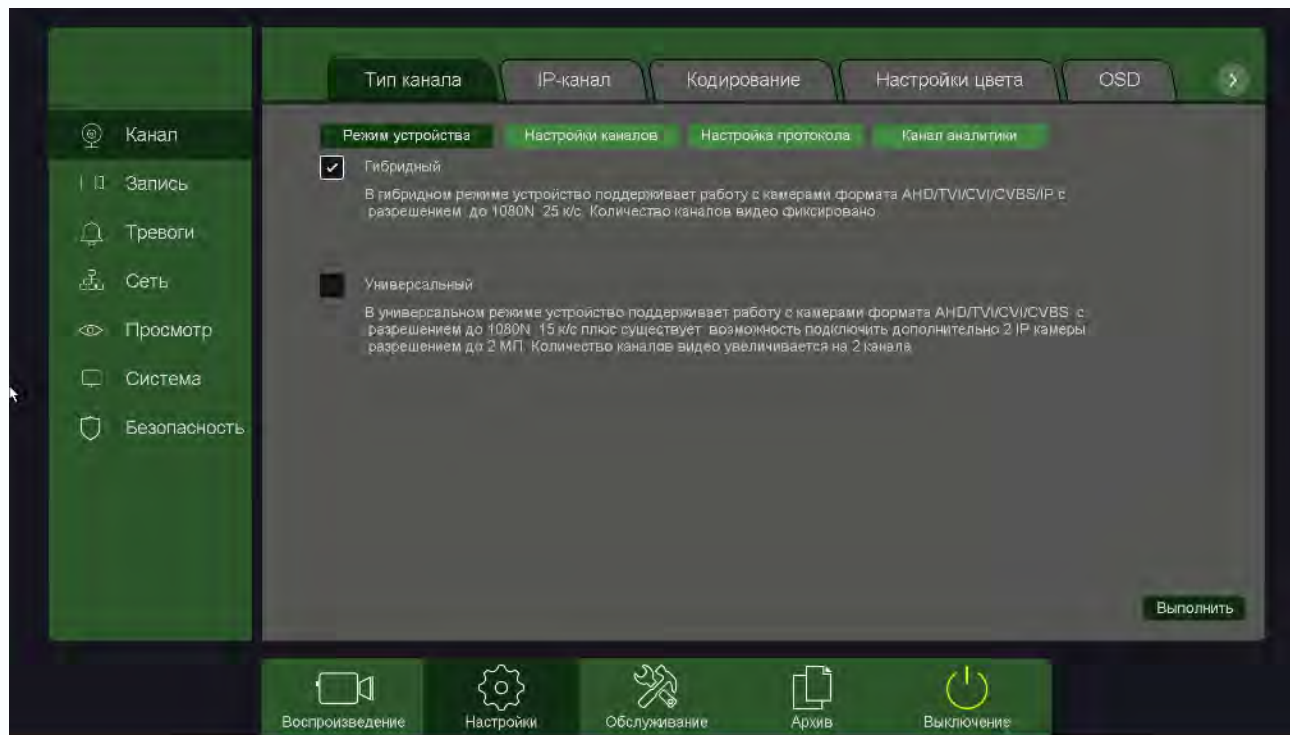 Тип канала
IP-канал
Кодирование
Настройки цвета
OSD
Канал
Запись
Тревоги
Сеть
Просмотр
Система
Безопасность
Режим устройства
Настройки каналов
Настройка протокола
Канал аналитики
Гибридный
В гибридном режиме устройство поддерживает работу с камерами формата AHD/TVI/CVI/CVBS/IP с
разрешением до 1080N 25 к/с. Количество каналов видео фиксировано
Универсальный
В универсальном режиме устройство поддерживает работу с камерами формата AHD/TVI/CVI/CVBS с
разрешением до 1080N 15 к/с плюс существует возможность подключить дополнительно 2 IP камеры
разрешением до 2 МП. Количество каналов видео увеличивается на 2 канала
Выполнить
Воспроизведение
Настройки
Обслуживание
Архив
Выключение